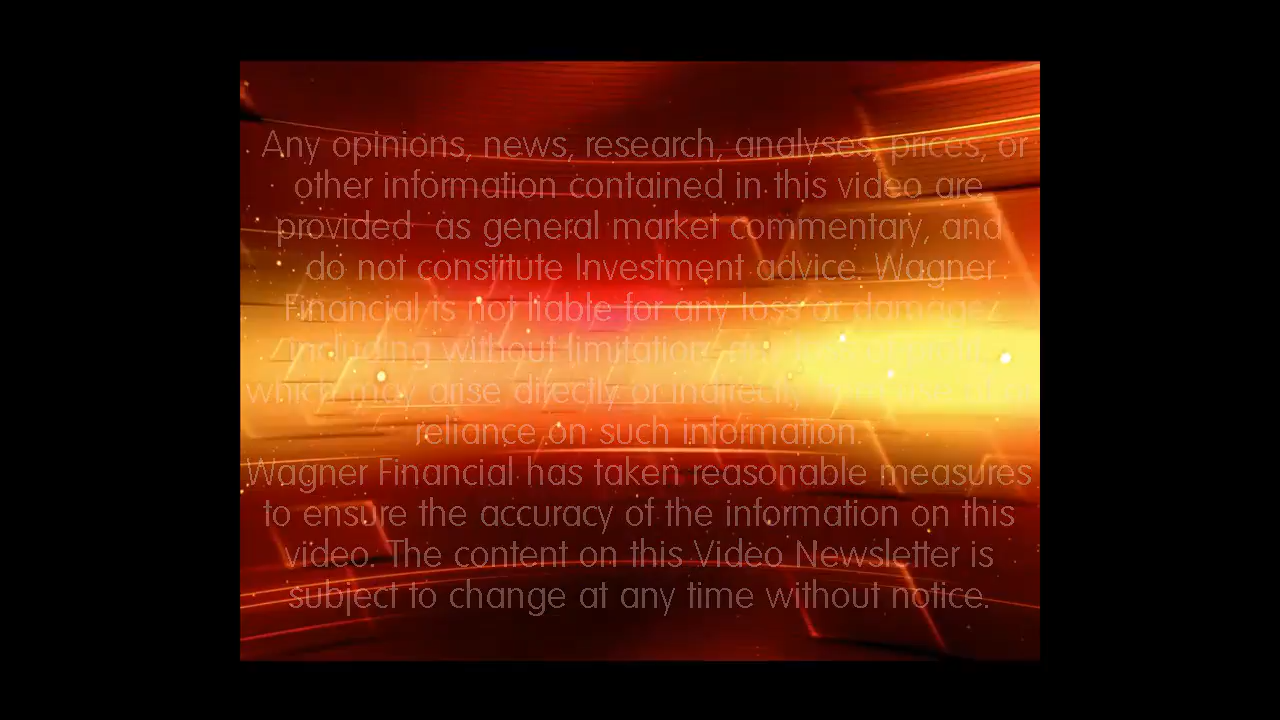 Any opinions, news, research, analyses, prices, or
other information contained in this video are
provided as general market commentary, and
do not constitute Investment advice. Wagner
Financial is not liable for any loss or damage,
including without limitation,
which may arise directly or indirectly
reliance on such information.
Wagner Financial has taken reasonable measures
to ensure the accuracy of the information on this
video. The content on this Video Newsletter is
subject to change at any time without notice.